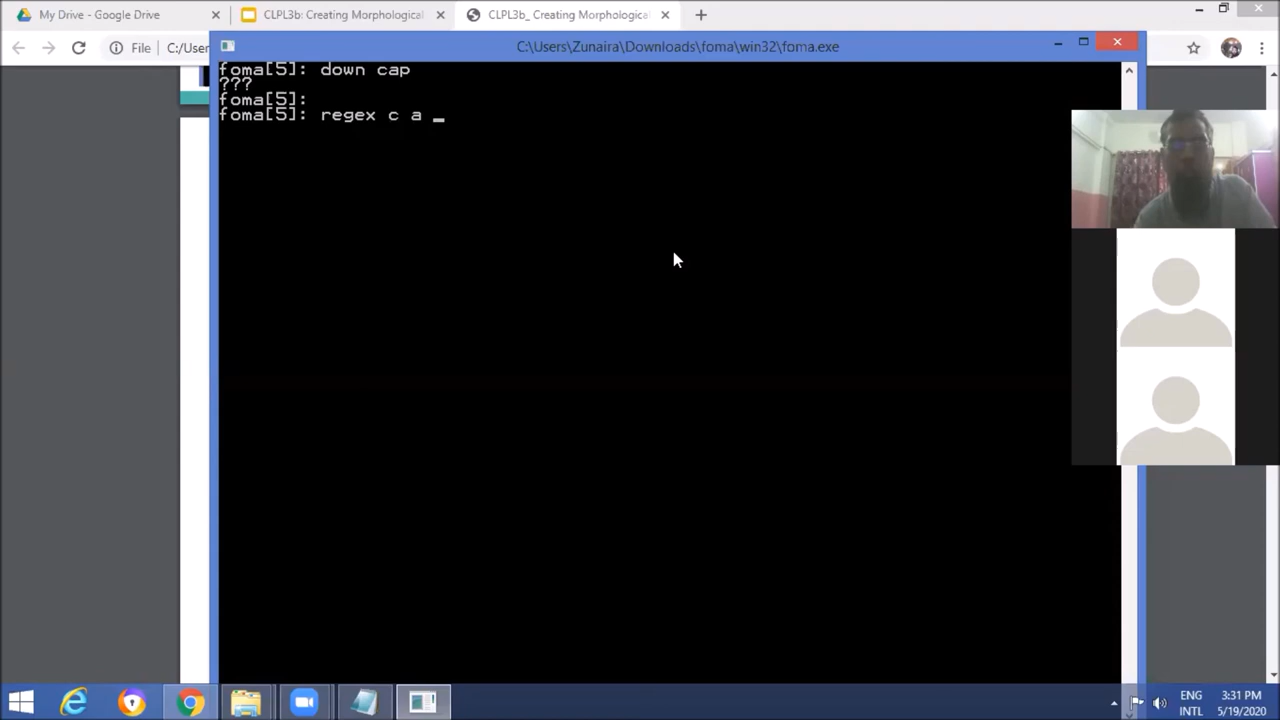 My Drive - Google Drive
CLPL3b: Creating Morphological
CLPL3b_ Creating Morphological
File
C:/User
C:\Users\Zunaira\Downloads\foma\win32\foma.exe
foma[5]: down cap
???
foma[5]:
foma[5]: regex c a _
ENG
INTL
3:31 PM
5/19/2020